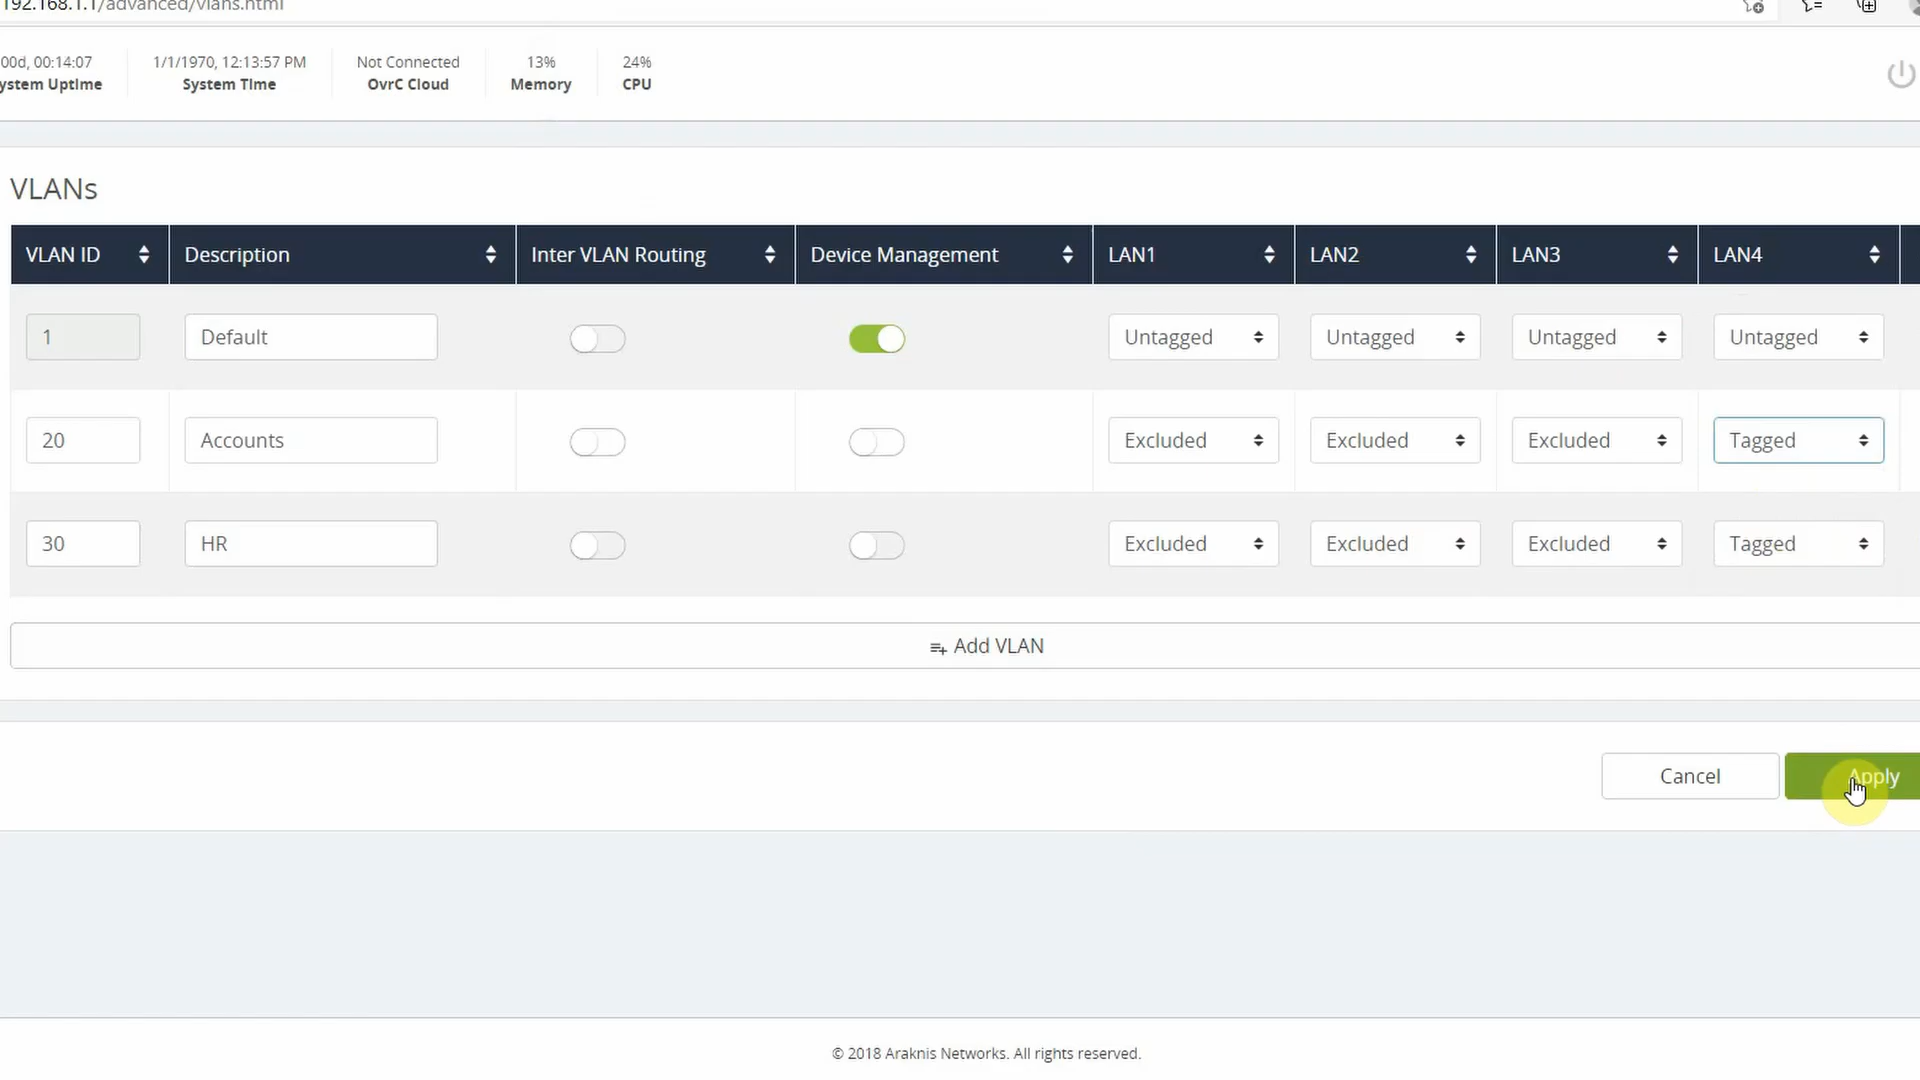 192.168.1.1/advanced/vlans.html
00d, 00:14:07
1/1/1970, 12:13:57 PM
Not Connected
13%
24%
ystem Uptime
System Time
OvrC Cloud
Memory
CPU
VLANs
VLAN ID
Description
Inter VLAN Routing
Device Management
LAN1
LAN2
LAN3
LAN4
1
Default
Untagged
Untagged
Untagged
Untagged
20
Accounts
Excluded
Excluded
Excluded
Tagged
30
HR
Excluded
Excluded
Excluded
Tagged
Add VLAN
Cancel
Apply
© 2018 Araknis Networks. All rights reserved.